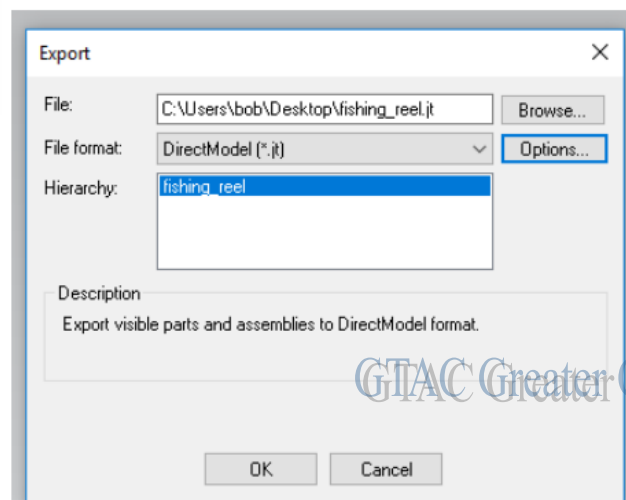 Export
File: C:\Users\bob\Desktop\fishing_reel.jt Browse...
File format: DirectModel (*.jt) Options...
Hierarchy: fishing_reel
Description
Export visible parts and assemblies to DirectModel format.
GTAC Greater
OK Cancel